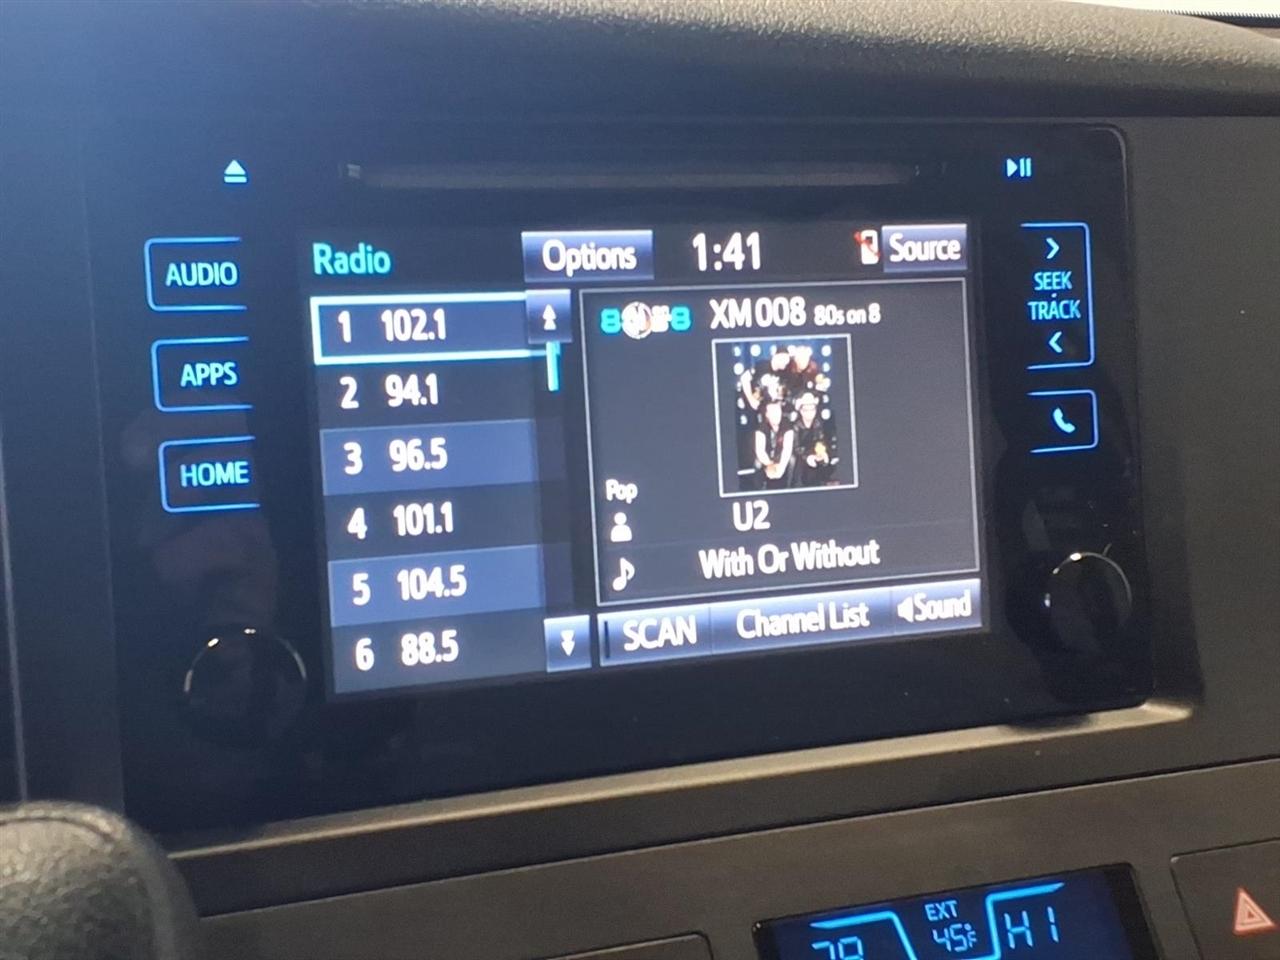 Radio Options 1:41 Source
AUDIO
APPS
HOME
1 102.1
2 94.1
3 96.5
4 101.1
5 104.5
6 88.5
XM 008 80s on 8
Pop
U2
With Or Without
SCAN Channel List Sound
SEEK
TRACK
EXT
45°F
HI